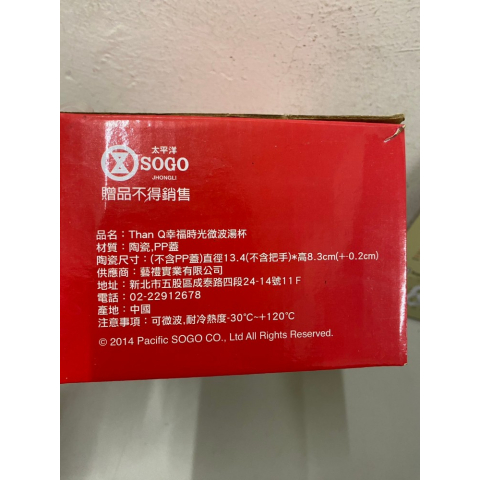 太平洋
SOGO
JHONGLI
贈品不得銷售
品名：Than Q幸福時光微波湯杯
材質：陶瓷,PP蓋
陶瓷尺寸：(不含PP蓋)直徑13.4(不含把手)*高8.3cm(+-0.2cm)
供應商：藝禮實業有限公司
地址：新北市五股區成泰路四段24-14號11F
電話：02-22912678
產地：中國
注意事項：可微波,耐冷熱度-30℃~+120℃
© 2014 Pacific SOGO CO., Ltd All Rights Reserved.